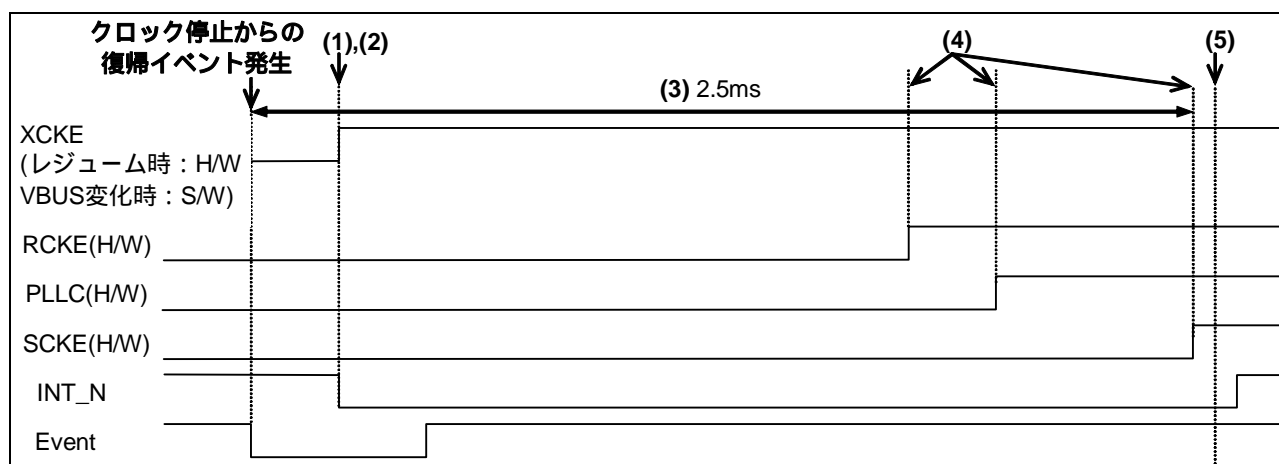 クロック停止からの
復帰イベント発生
(1),(2)
(4)
(5)
(3) 2.5ms
XCKE
(レジューム時：H/W
VBUS変化時：S/W)
RCKE(H/W)
PLLC(H/W)
SCKE(H/W)
INT_N
Event